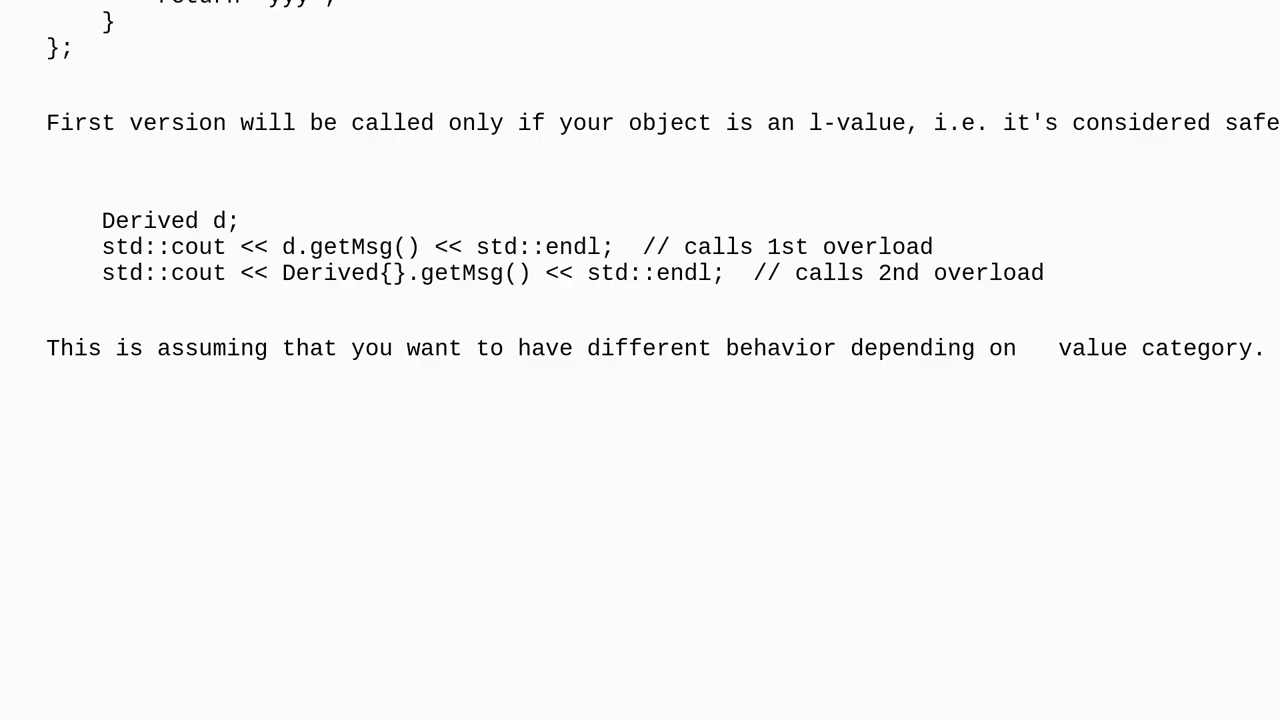 return "yyy";
    }
};
First version will be called only if your object is an l-value, i.e. it's considered safe
    Derived d;
    std::cout << d.getMsg() << std::endl;  // calls 1st overload
    std::cout << Derived{}.getMsg() << std::endl;  // calls 2nd overload
This is assuming that you want to have different behavior depending on   value category.